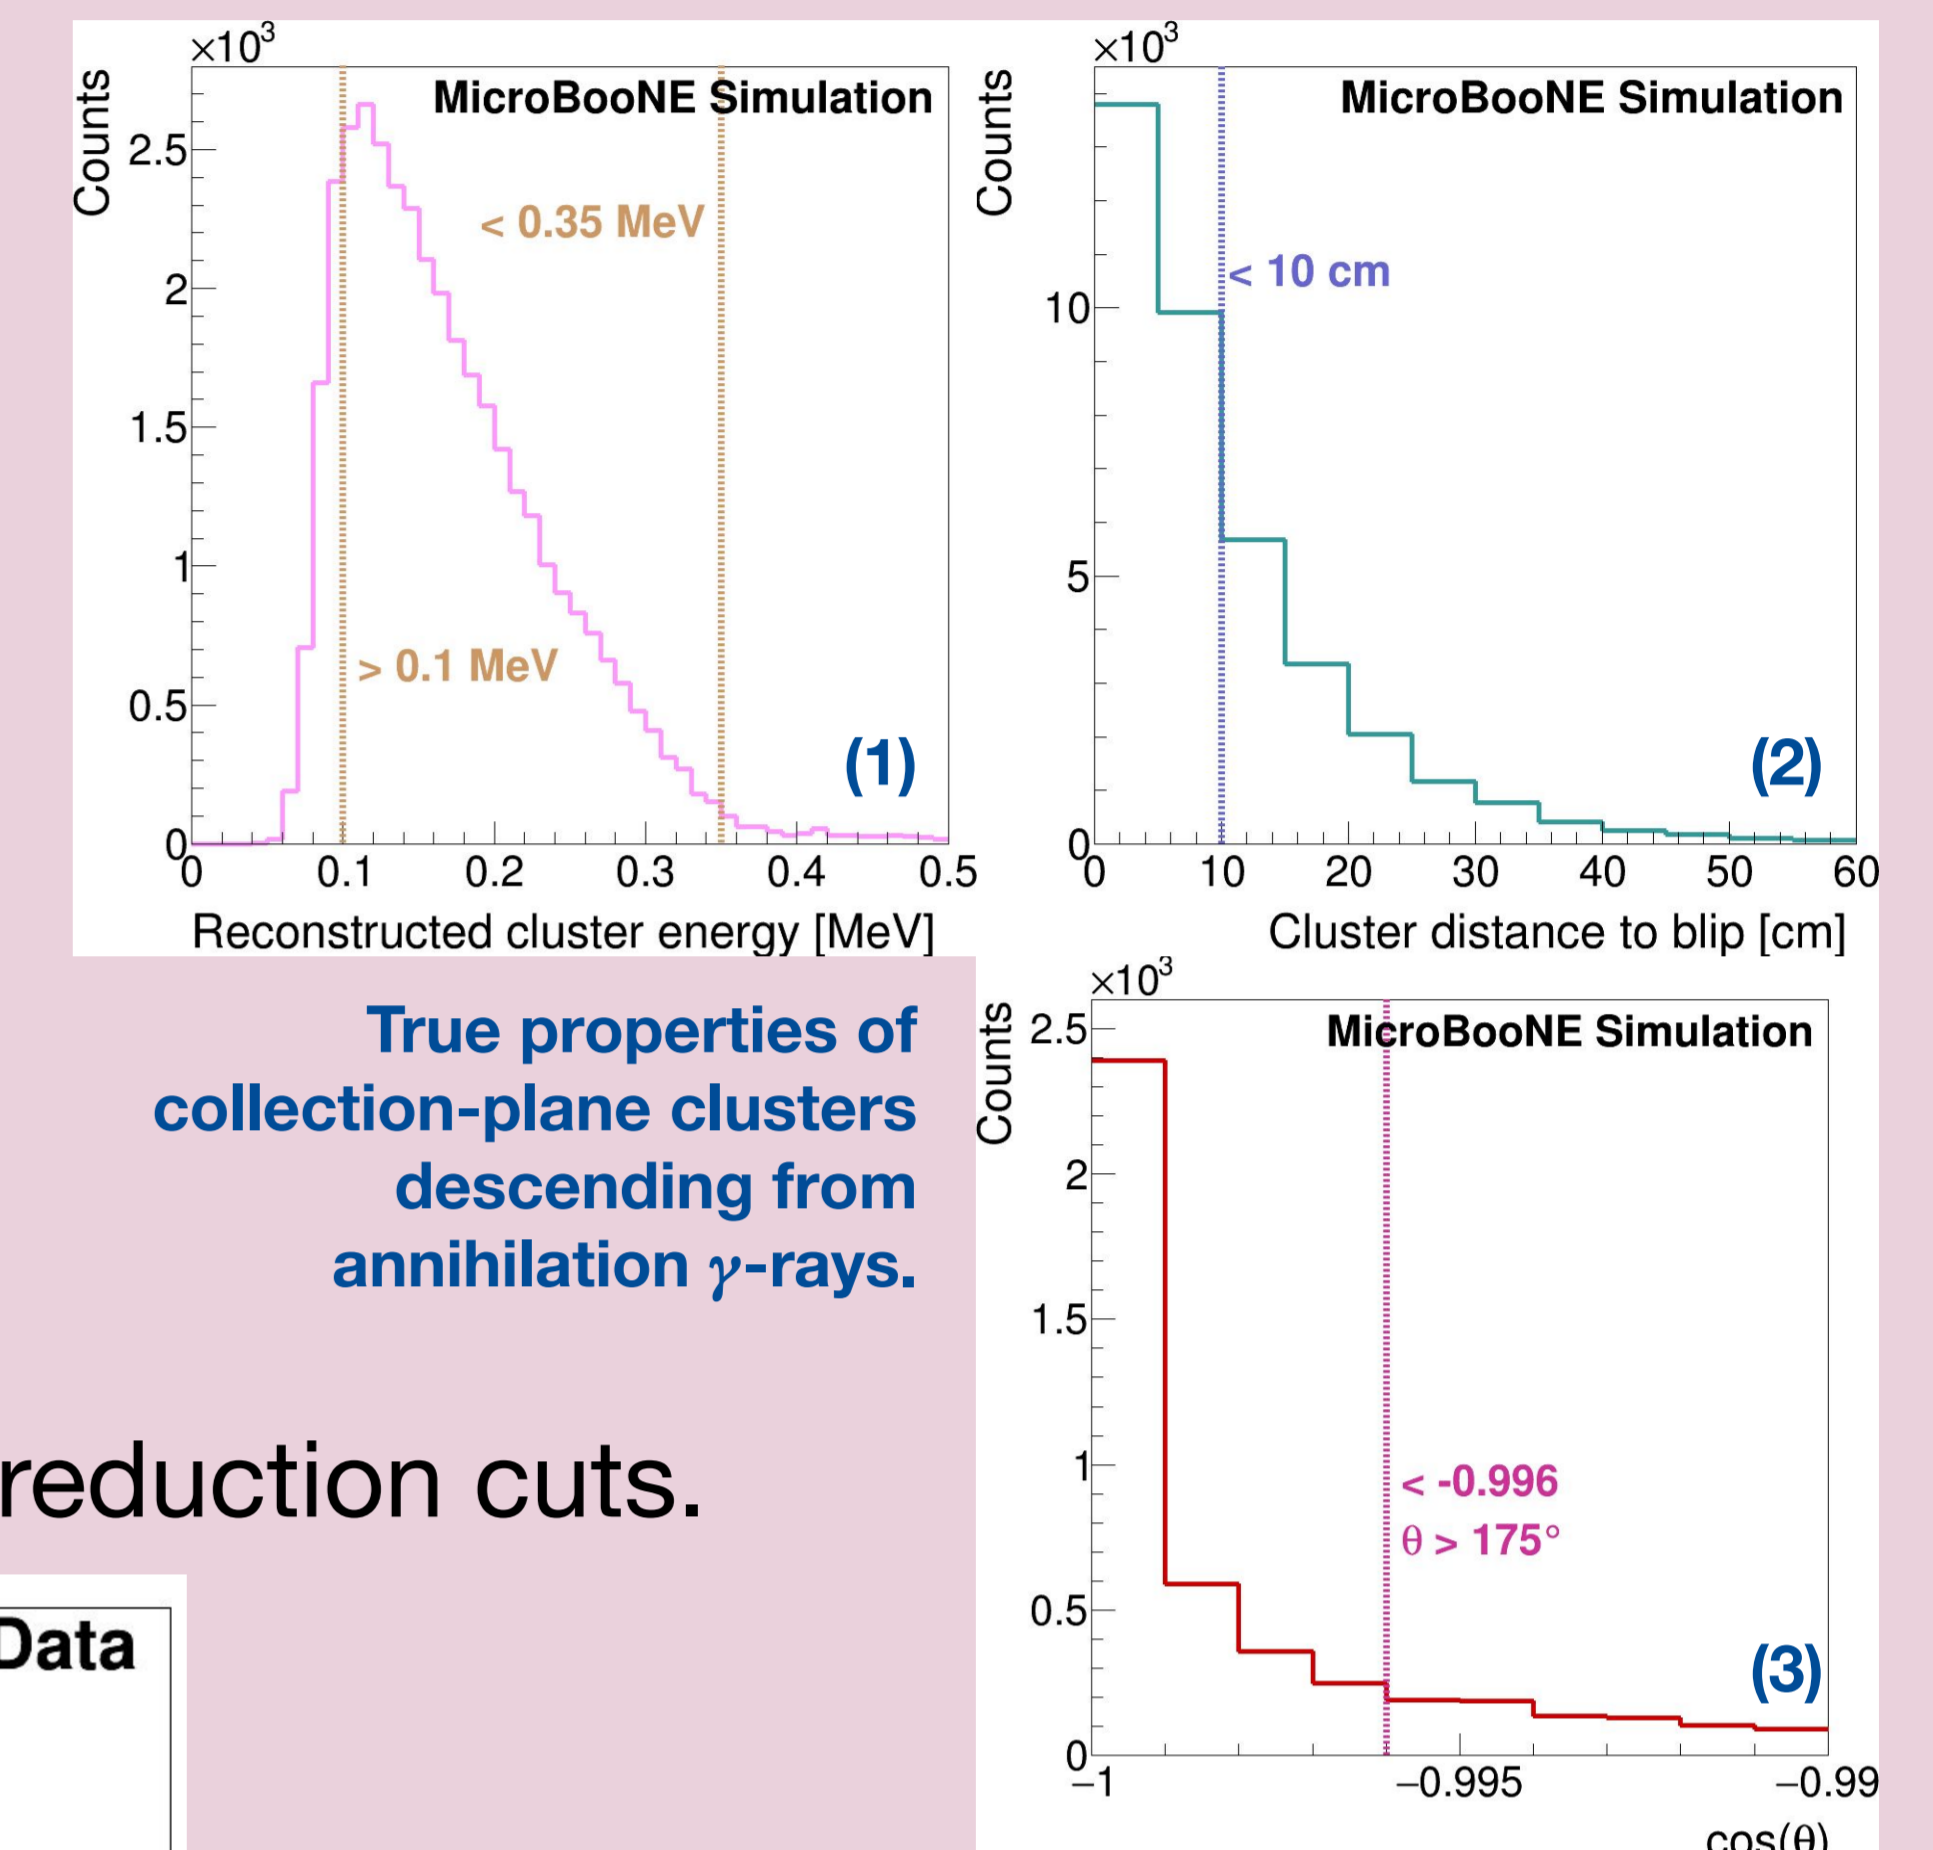 ×10³
Counts
MicroBooNE Simulation
2.5
2
1.5
1
0.5
0
< 0.35 MeV
> 0.1 MeV
(1)
0 0.1 0.2 0.3 0.4 0.5
Reconstructed cluster energy [MeV]
×10³
Counts
MicroBooNE Simulation
10
5
0
< 10 cm
(2)
0 10 20 30 40 50 60
Cluster distance to blip [cm]
True properties of
collection-plane clusters
descending from
annihilation γ-rays.
×10³
Counts
MicroBooNE Simulation
2.5
2
1.5
1
0.5
0
< -0.996
θ > 175°
(3)
−1 −0.995 −0.99
cos(θ)
reduction cuts.
Data